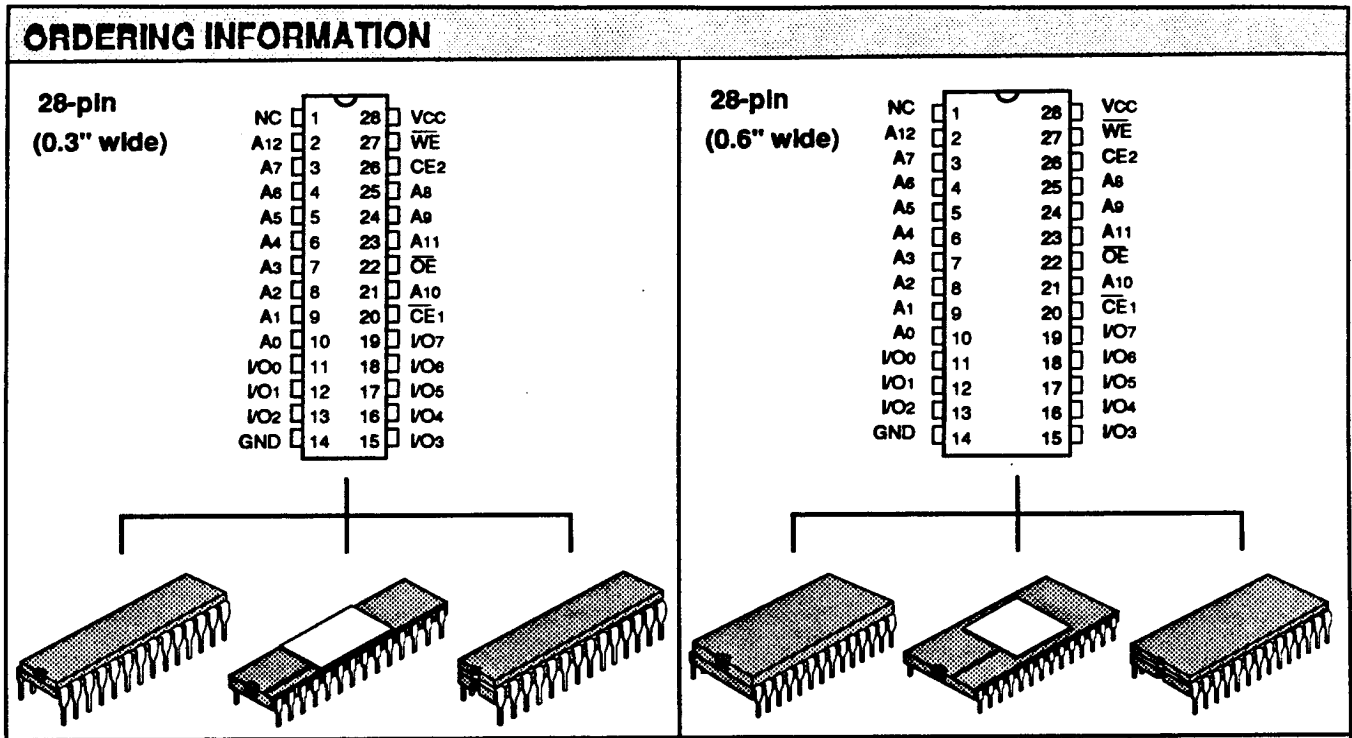 ORDERING INFORMATION
28-pin
(0.3" wide)
NC 1 28 VCC
A12 2 27 W̅E̅
A7 3 26 CE2
A6 4 25 A8
A5 5 24 A9
A4 6 23 A11
A3 7 22 O̅E̅
A2 8 21 A10
A1 9 20 C̅E̅1
A0 10 19 I/O7
I/O0 11 18 I/O6
I/O1 12 17 I/O5
I/O2 13 16 I/O4
GND 14 15 I/O3
28-pin
(0.6" wide)
NC 1 28 VCC
A12 2 27 W̅E̅
A7 3 26 CE2
A6 4 25 A8
A5 5 24 A9
A4 6 23 A11
A3 7 22 O̅E̅
A2 8 21 A10
A1 9 20 C̅E̅1
A0 10 19 I/O7
I/O0 11 18 I/O6
I/O1 12 17 I/O5
I/O2 13 16 I/O4
GND 14 15 I/O3